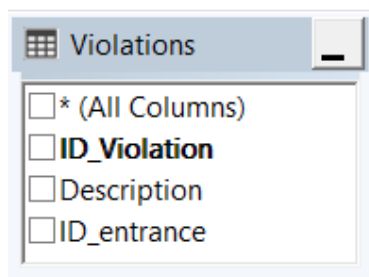 Violations
* (All Columns)
ID_Violation
Description
ID_entrance